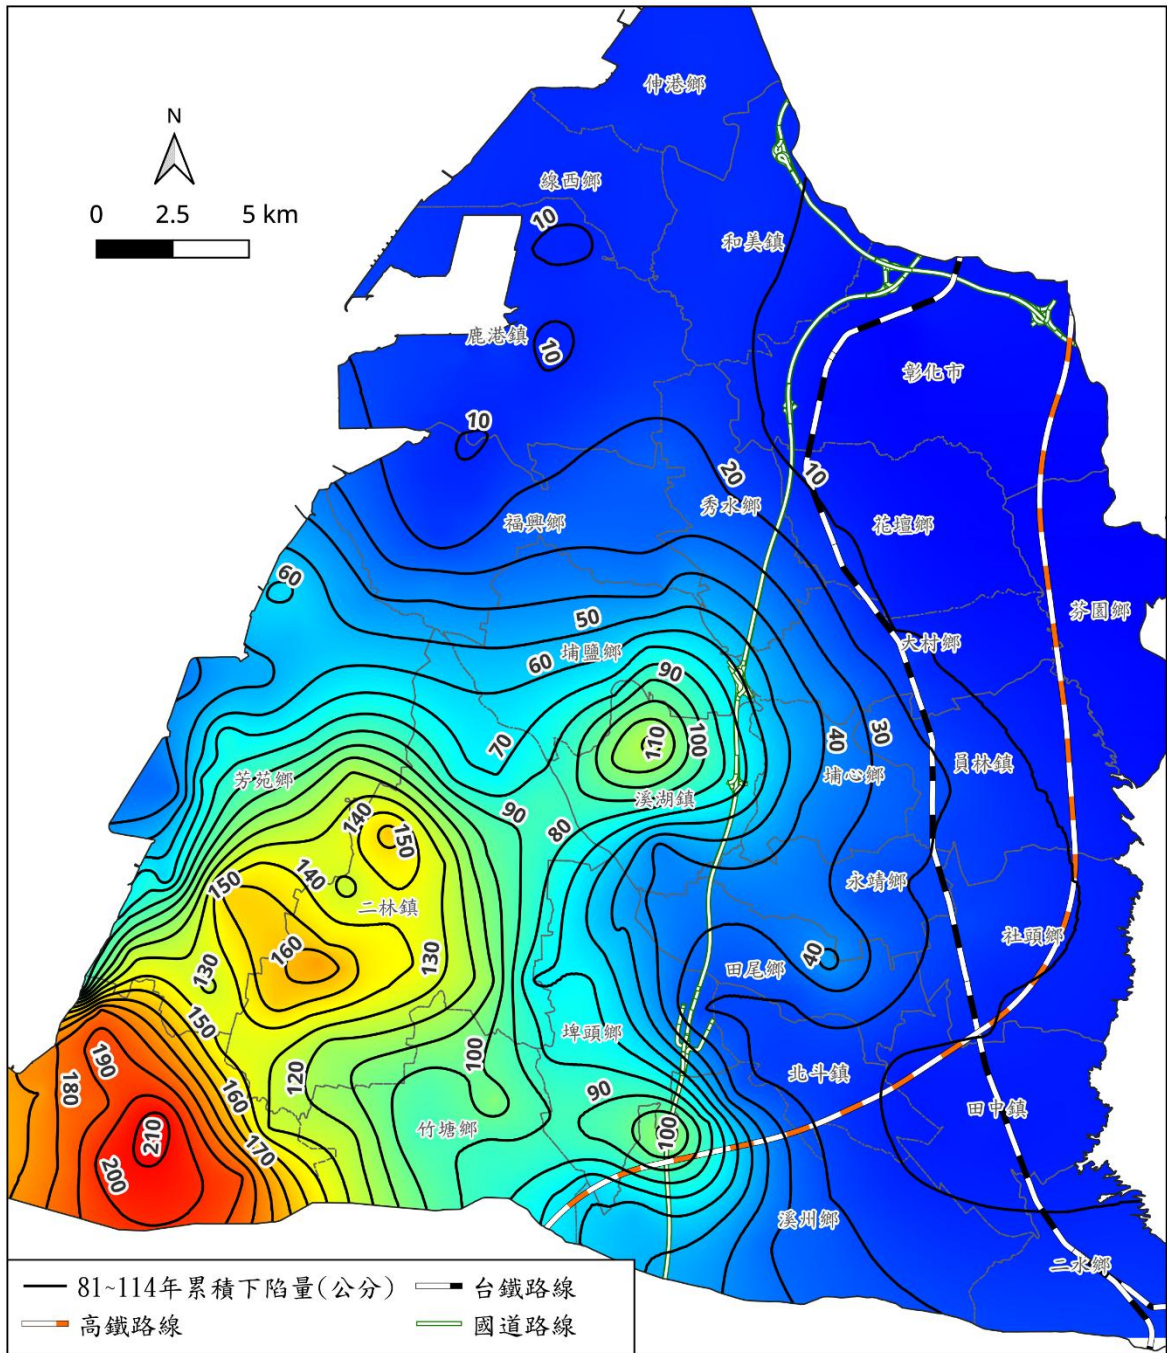 伸港鄉
N
線西鄉
0 2.5 5 km
10
和美鎮
鹿港鎮
10
彰化市
10
20
10
秀水鄉
福興鄉
花壇鄉
60
芬園鄉
50
大村鄉
埔鹽鄉
60
90
30
40
100
110
70
員林鎮
埔心鄉
芳苑鄉
溪湖鎮
90
140
80
150
140
永靖鄉
150
二林鎮
社頭鄉
160
130
40
130
田尾鄉
150
埤頭鄉
190
100
120
北斗鎮
180
90
160
田中鎮
竹塘鄉
210
100
170
200
溪州鄉
二水鄉
81~114年累積下陷量(公分)
台鐵路線
高鐵路線
國道路線